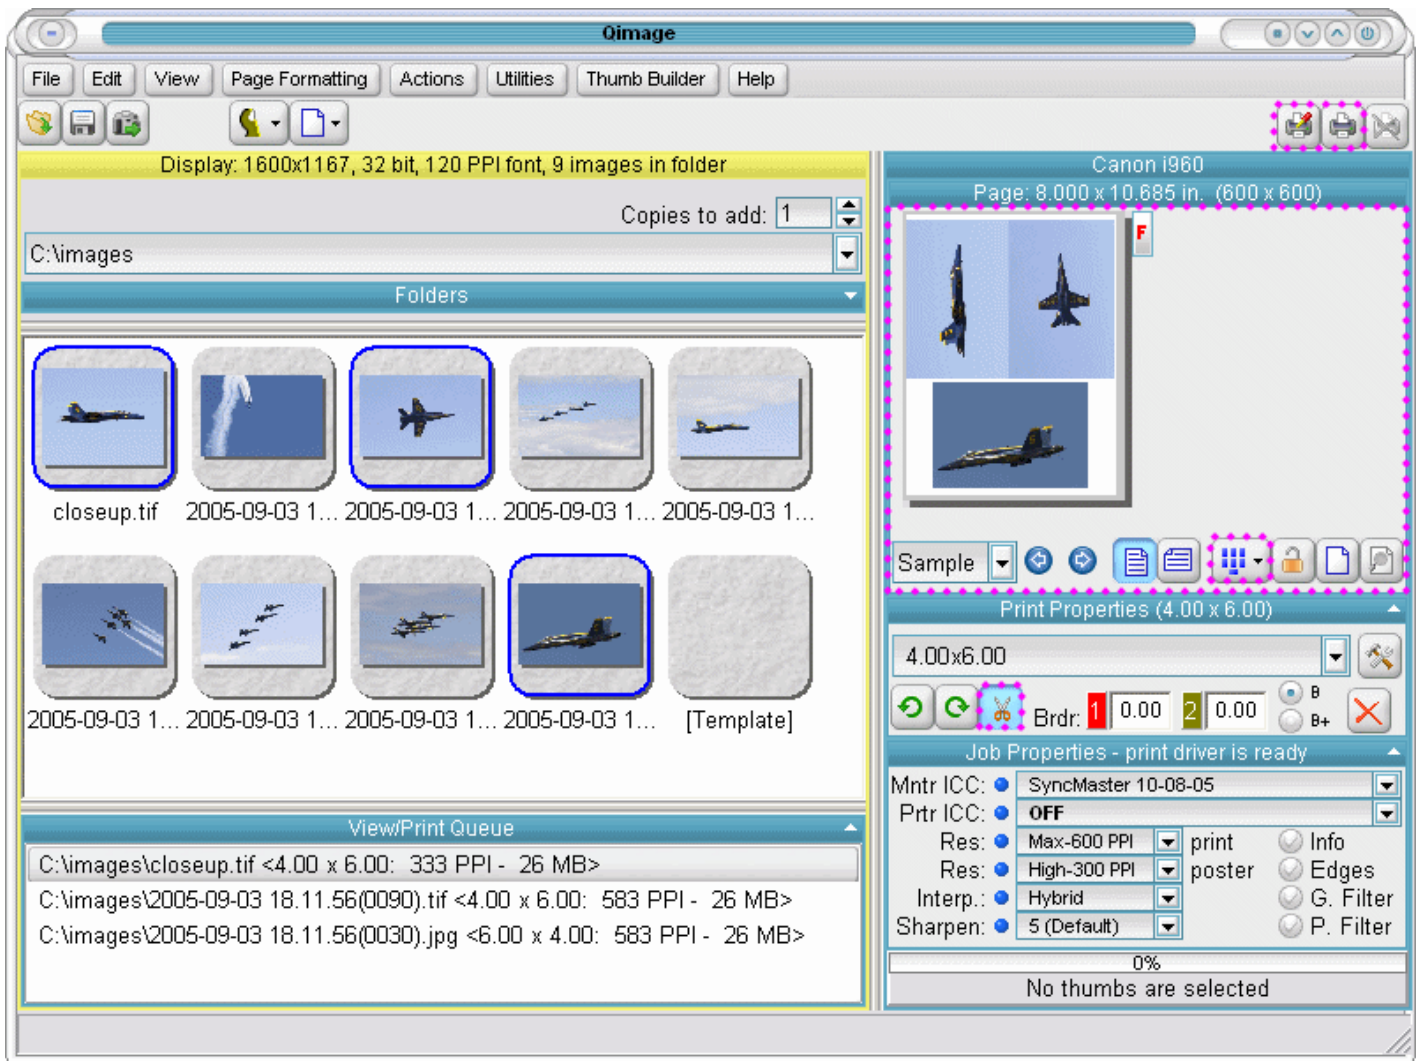 Qimage
File Edit View Page Formatting Actions Utilities Thumb Builder Help
Display: 1600x1167, 32 bit, 120 PPI font, 9 images in folder
Copies to add: 1
C:\images
Folders
closeup.tif 2005-09-03 1... 2005-09-03 1... 2005-09-03 1... 2005-09-03 1...
2005-09-03 1... 2005-09-03 1... 2005-09-03 1... 2005-09-03 1... [Template]
View/Print Queue
C:\images\closeup.tif <4.00 x 6.00: 333 PPI - 26 MB>
C:\images\2005-09-03 18.11.56(0090).tif <4.00 x 6.00: 583 PPI - 26 MB>
C:\images\2005-09-03 18.11.56(0030).jpg <6.00 x 4.00: 583 PPI - 26 MB>
Canon i960
Page: 8.000 x 10.685 in. (600 x 600)
F
Sample
Print Properties (4.00 x 6.00)
4.00x6.00
Brdr: 1 0.00 2 0.00 B
B+
Job Properties - print driver is ready
Mntr ICC: SyncMaster 10-08-05
Prtr ICC: OFF
Res: Max-600 PPI print Info
Res: High-300 PPI poster Edges
Interp.: Hybrid G. Filter
Sharpen: 5 (Default) P. Filter
0%
No thumbs are selected